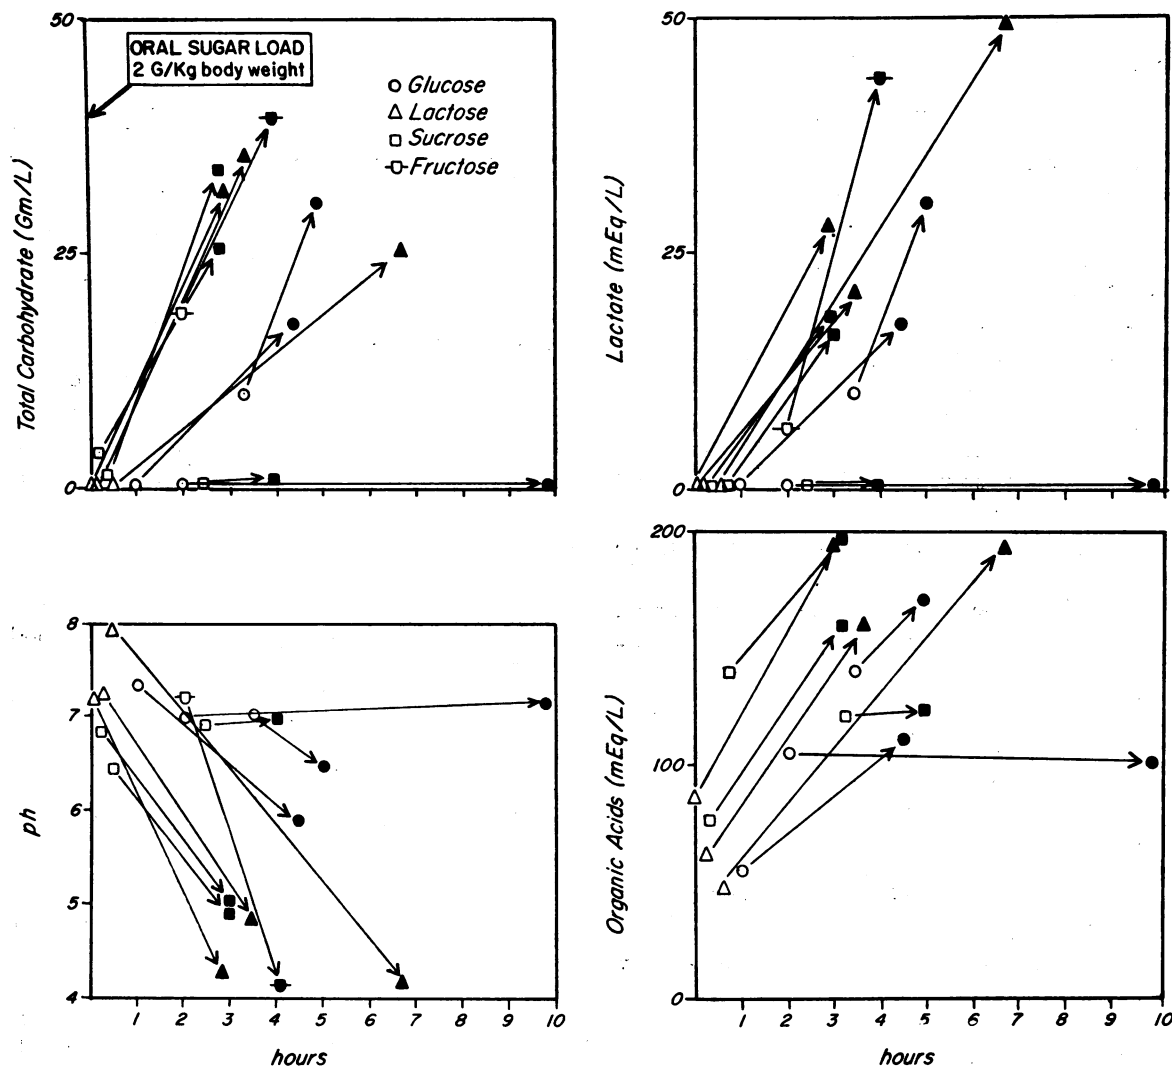 50
ORAL SUGAR LOAD
2 G/Kg body weight
Glucose
Lactose
Sucrose
Fructose
25
0
Total Carbohydrate (Gm/L)
50
25
0
Lactate (mEq/L)
8
7
6
5
4
ph
1 2 3 4 5 6 7 8 9 10
hours
200
100
0
Organic Acids (mEq/L)
1 2 3 4 5 6 7 8 9 10
hours